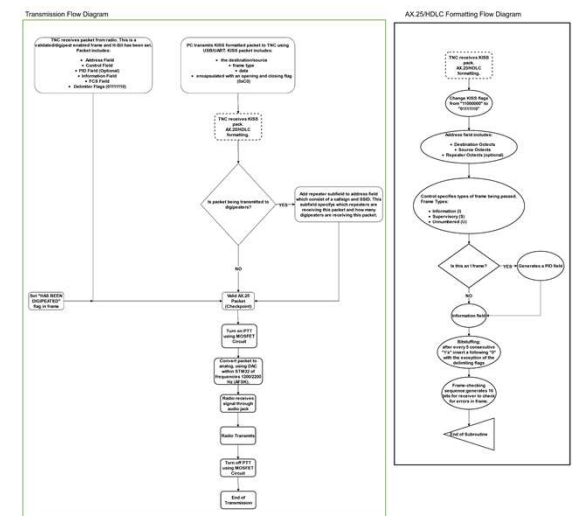 Transmission Flow Diagram
TNC receives packet from radio. This is a
validated/digipeat enabled frame and H-Bit has been set.
Packet includes:
• Address Field
• Control Field
• PID Field (Optional)
• Information Field
• FCS Field
• Delimiter Flags (01111110)
PC transmits KISS formatted packet to TNC using
USB/UART. KISS packet includes:
• the destination/source
• frame type
• data
• encapsulated with an opening and closing flag
(0xC0)
TNC receives KISS
pack.
AX.25/HDLC
formatting.
Is packet being transmitted to
digipeaters?
YES
Add repeater subfield to address field
which consist of a callsign and SSID. This
subfield specifys which repeaters are
receiving this packet and how many
digipeaters are receiving this packet.
NO
Set "HAS BEEN
DIGIPEATED"
flag in frame
Valid AX.25
Packet
(Checkpoint)
Turn on PTT
using MOSFET
Circuit
Convert packet to
analog, using DAC
within STM32 of
frequencies 1200/2200
Hz (AFSK).
Radio receives
signal through
audio jack
Radio Transmits
Turn off PTT
using MOSFET
Circuit
End of
Transmission
AX.25/HDLC Formatting Flow Diagram
TNC receives KISS
pack.
AX.25/HDLC
formatting.
Change KISS flags
from "11000000" to
"01111110"
Address field includes:
• Destination Octects
• Source Octects
• Repeater Octects (optional)
Control specifies types of frame being passed.
Frame Types:
• Information (I)
• Supervisory (S)
• Unnumbered (U)
Is this an I frame?
YES
Generates a PID field
NO
Information field
Bitstuffing:
after every 5 consecutive
"1's" insert a following "0"
with the exception of the
delimiting flags
Frame-checking
sequence generates 16
bits for receiver to check
for errors in frame.
End of Subroutine